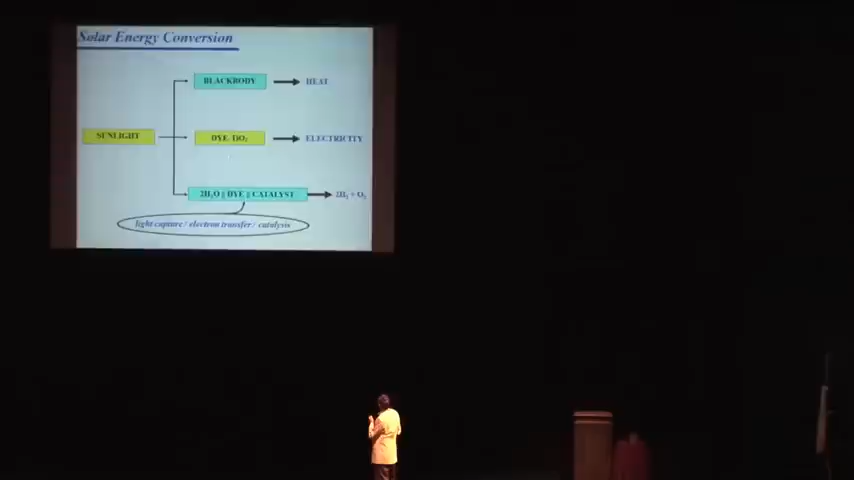 Solar Energy Conversion
BLACKBODY
HEAT
SUNLIGHT
DYE-TiO₂
ELECTRICITY
2H₂O || DYE || CATALYST
2H₂ + O₂
light capture / electron transfer / catalysis